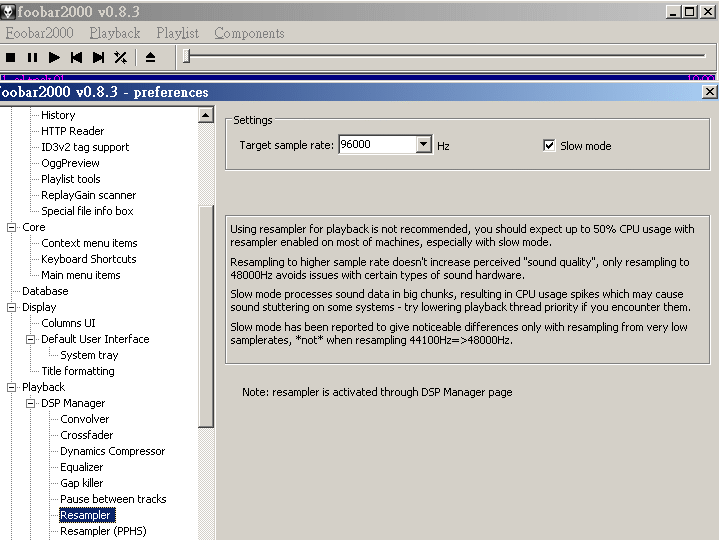 foobar2000 v0.8.3
Foobar2000 Playback Playlist Components
10:00
foobar2000 v0.8.3 - preferences
History
HTTP Reader
ID3v2 tag support
OggPreview
Playlist tools
ReplayGain scanner
Special file info box
Core
Context menu items
Keyboard Shortcuts
Main menu items
Database
Display
Columns UI
Default User Interface
System tray
Title formatting
Playback
DSP Manager
Convolver
Crossfader
Dynamics Compressor
Equalizer
Gap killer
Pause between tracks
Resampler
Resampler (PPHS)
Settings
Target sample rate: 96000 Hz Slow mode
Using resampler for playback is not recommended, you should expect up to 50% CPU usage with
resampler enabled on most of machines, especially with slow mode.
Resampling to higher sample rate doesn't increase perceived "sound quality", only resampling to
48000Hz avoids issues with certain types of sound hardware.
Slow mode processes sound data in big chunks, resulting in CPU usage spikes which may cause
sound stuttering on some systems - try lowering playback thread priority if you encounter them.
Slow mode has been reported to give noticeable differences only with resampling from very low
samplerates, *not* when resampling 44100Hz=>48000Hz.
Note: resampler is activated through DSP Manager page